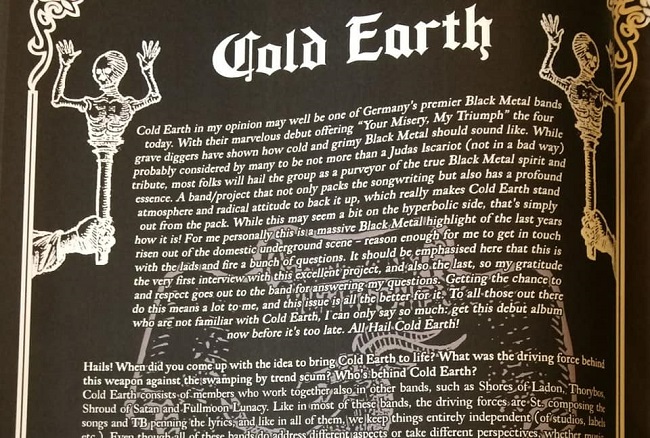 Cold Earth
Cold Earth in my opinion may well be one of Germany's premier Black Metal bands
today. With their marvelous debut offering "Your Misery, My Triumph" the four
grave diggers have shown how cold and grimy Black Metal should sound like. While
probably considered by many to be not more than a Judas Iscariot (not in a bad way)
tribute, most folks will hail the group as a purveyor of the true Black Metal spirit and
essence. A band/project that not only packs the songwriting but also has a profound
atmosphere and radical attitude to back it up, which really makes Cold Earth stand
out from the pack. While this may seem a bit on the hyperbolic side, that's simply
how it is! For me personally this is a massive Black Metal highlight of the last years
risen out of the domestic underground scene - reason enough for me to get in touch
with the lads and fire a bunch of questions. It should be emphasised here that this is
the very first interview with this excellent project, and also the last, so my gratitude
and respect goes out to the band for answering my questions. Getting the chance to
do this means a lot to me, and this issue is all the better for it. To all those out there
who are not familiar with Cold Earth, I can only say so much: get this debut album
now before it's too late. All Hail Cold Earth!
Hails! When did you come up with the idea to bring Cold Earth to life? What was the driving force behind
this weapon against the swamping by trend scum? Who's behind Cold Earth?
Cold Earth consists of members who work together also in other bands, such as Shores of Ladon, Thorybos,
Shroud of Satan and Fullmoon Lunacy. Like in most of these bands, the driving forces are St. composing the
songs and TB penning the lyrics, and like in all of them, we keep things entirely independent (of studios, labels
etc.). Even though all of these bands do address different aspects or take different perspectives. Whether